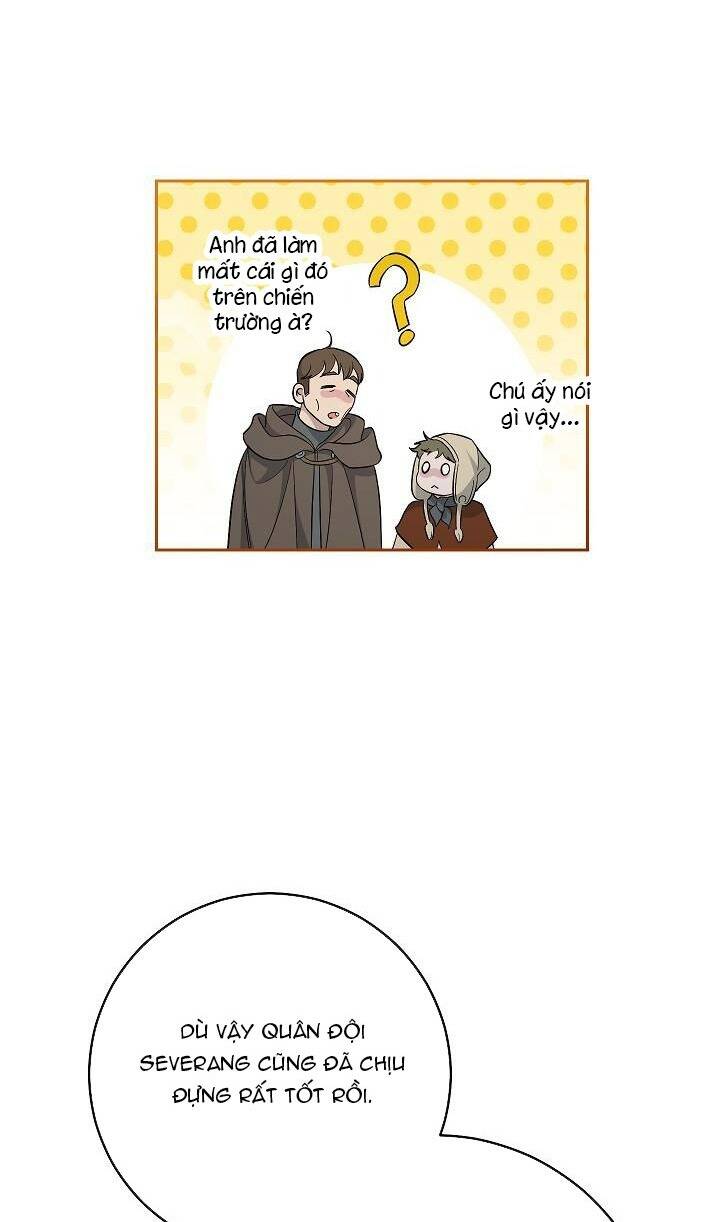 Anh đã làm
mất cái gì đó
trên chiến
trường à?
?
Chú ấy nói
gì vậy...
DÙ VẬY QUÂN ĐỘI
SEVERANG CŨNG ĐÃ CHỊU
ĐỰNG RẤT TỐT RỒI.